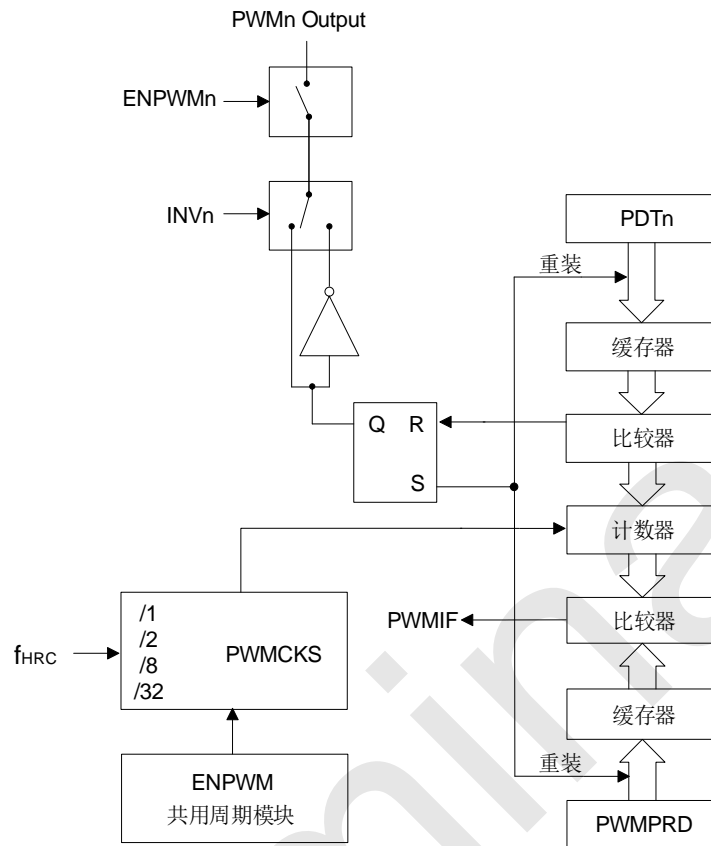 PWMn Output
ENPWMn
INVn
PDTn
重装
缓存器
Q R
比较器
S
计数器
/1
/2
/8
/32
PWMCKS
fHRC
PWMIF
比较器
缓存器
ENPWM
共用周期模块
重装
PWMPRD